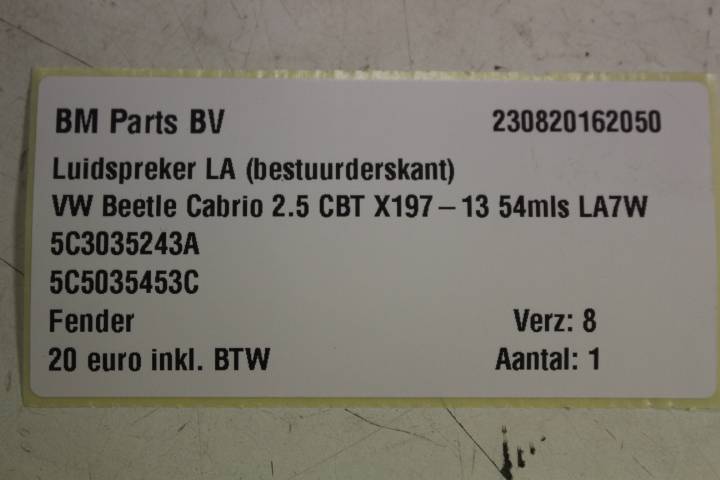 BM Parts BV 230820162050
Luidspreker LA (bestuurderskant)
VW Beetle Cabrio 2.5 CBT X197 – 13 54mls LA7W
5C3035243A
5C5035453C
Fender Verz: 8
20 euro inkl. BTW Aantal: 1